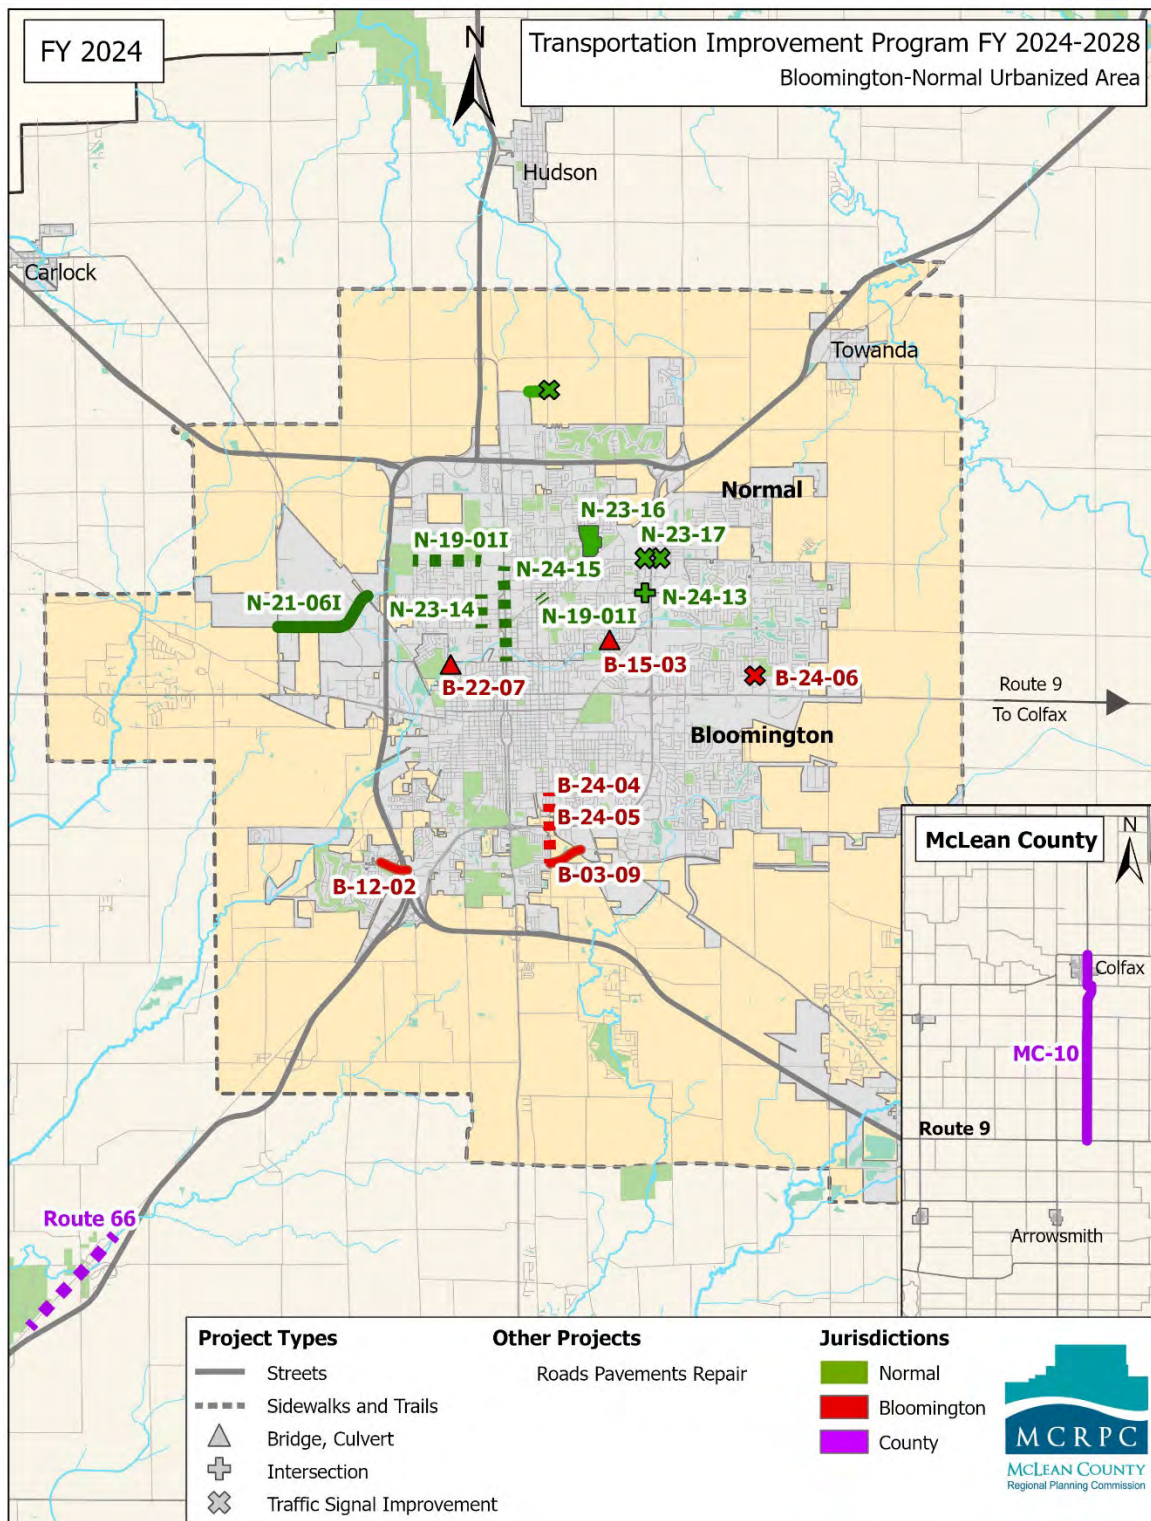 FY 2024
Transportation Improvement Program FY 2024-2028
Bloomington-Normal Urbanized Area
N
Hudson
Carlock
Towanda
Normal
N-23-16
N-23-17
N-19-01I
N-24-15
N-21-06I
N-23-14
N-24-13
N-19-01I
B-15-03
B-22-07
B-24-06
Route 9
To Colfax
Bloomington
B-24-04
B-24-05
B-03-09
B-12-02
McLean County
N
Colfax
MC-10
Route 9
Arrowsmith
Route 66
Project Types
Streets
Sidewalks and Trails
Bridge, Culvert
Intersection
Traffic Signal Improvement
Other Projects
Roads Pavements Repair
Jurisdictions
Normal
Bloomington
County
MCRPC
MCLEAN COUNTY
Regional Planning Commission